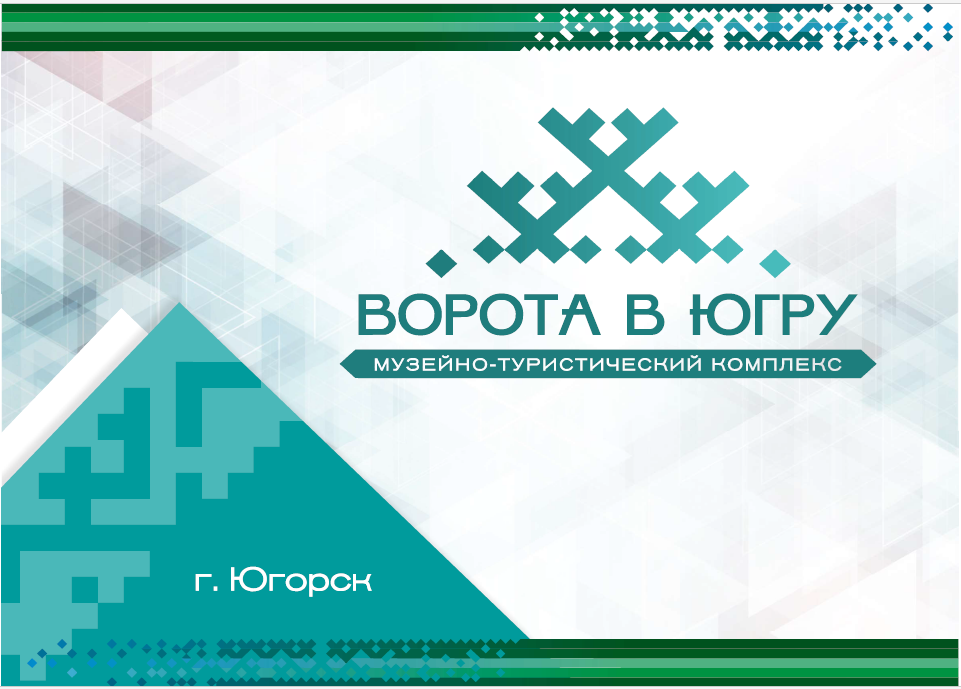 ВОРОТА В ЮГРУ
МУЗЕЙНО-ТУРИСТИЧЕСКИЙ КОМПЛЕКС
г. Югорск